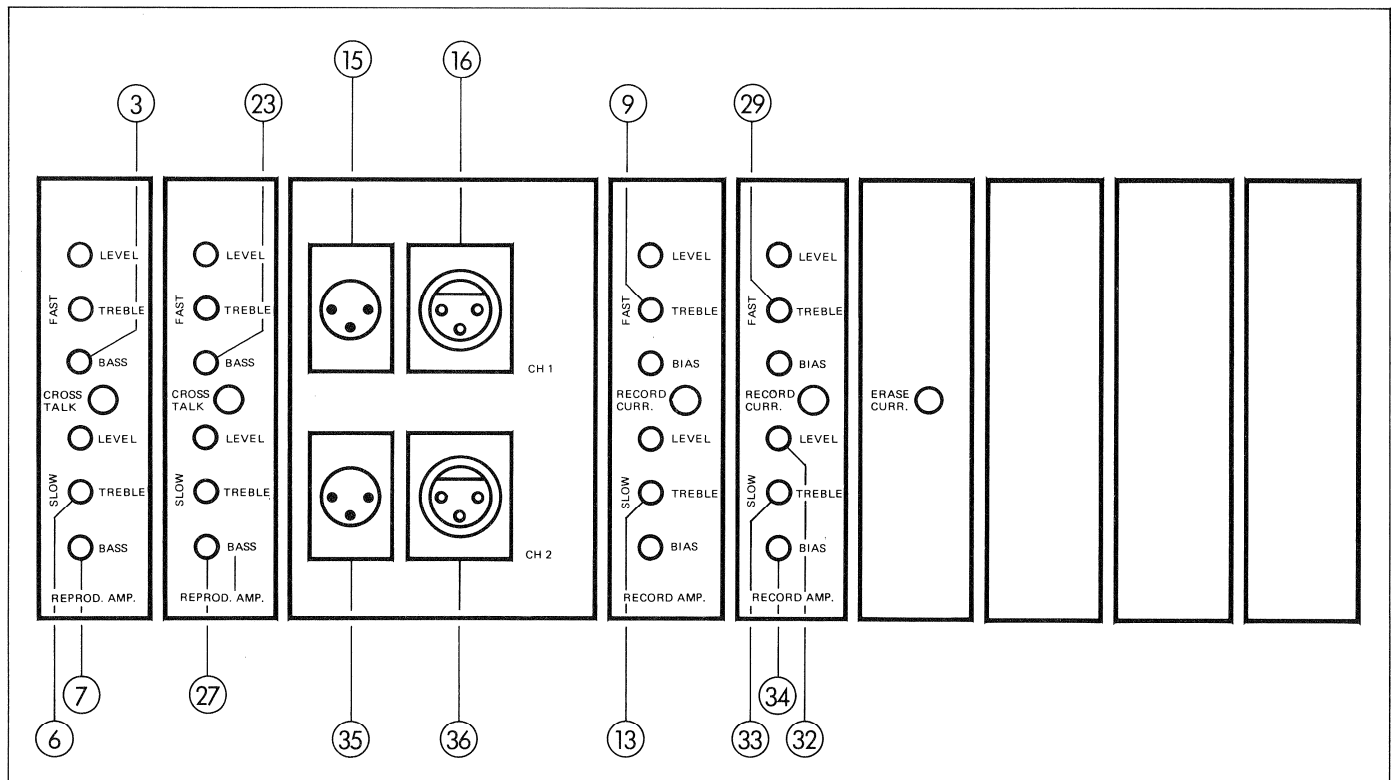 15 16
3 23 9 29
LEVEL LEVEL LEVEL LEVEL
FAST TREBLE FAST TREBLE FAST TREBLE FAST TREBLE
BASS BASS CH 1 BIAS BIAS
CROSS TALK CROSS TALK RECORD CURR. RECORD CURR. ERASE CURR.
LEVEL LEVEL LEVEL LEVEL
SLOW TREBLE SLOW TREBLE SLOW TREBLE SLOW TREBLE
BASS BASS CH 2 BIAS BIAS
REPROD. AMP. REPROD. AMP. RECORD AMP. RECORD AMP.
7 27 34
6 35 36 13 33 32